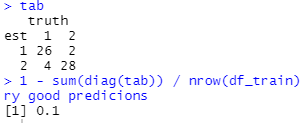 > tab
truth
est 1 2
1 26 2
2 4 28
> 1 - sum(diag(tab)) / nrow(df_train)
ry good predicions
[1] 0.1